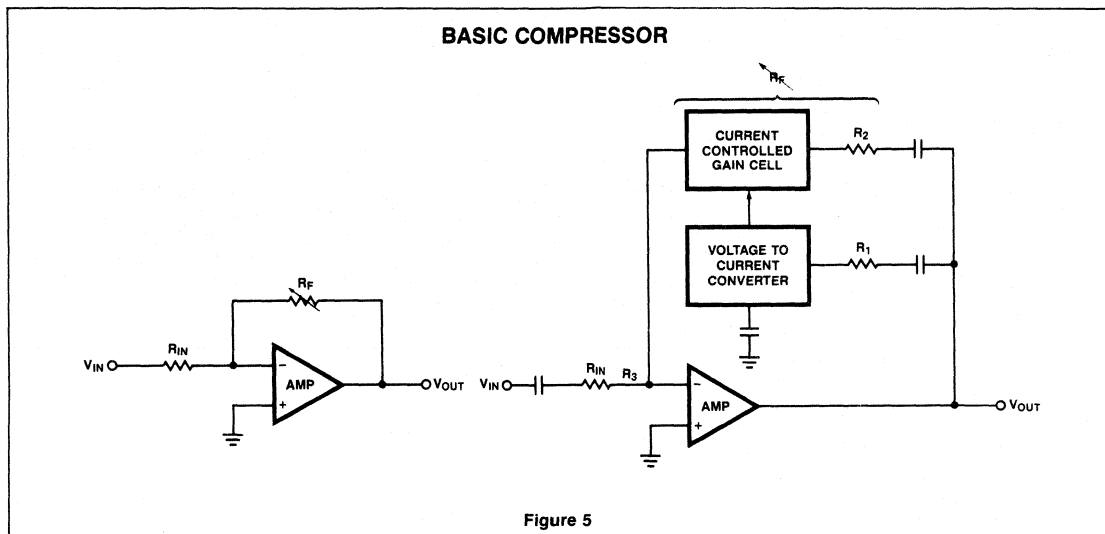 BASIC COMPRESSOR
RF
CURRENT
CONTROLLED
GAIN CELL
R2
VOLTAGE TO
CURRENT
CONVERTER
R1
RF
VIN
RIN
−
AMP
+
VOUT
VIN
RIN
R3
−
AMP
+
VOUT
Figure 5